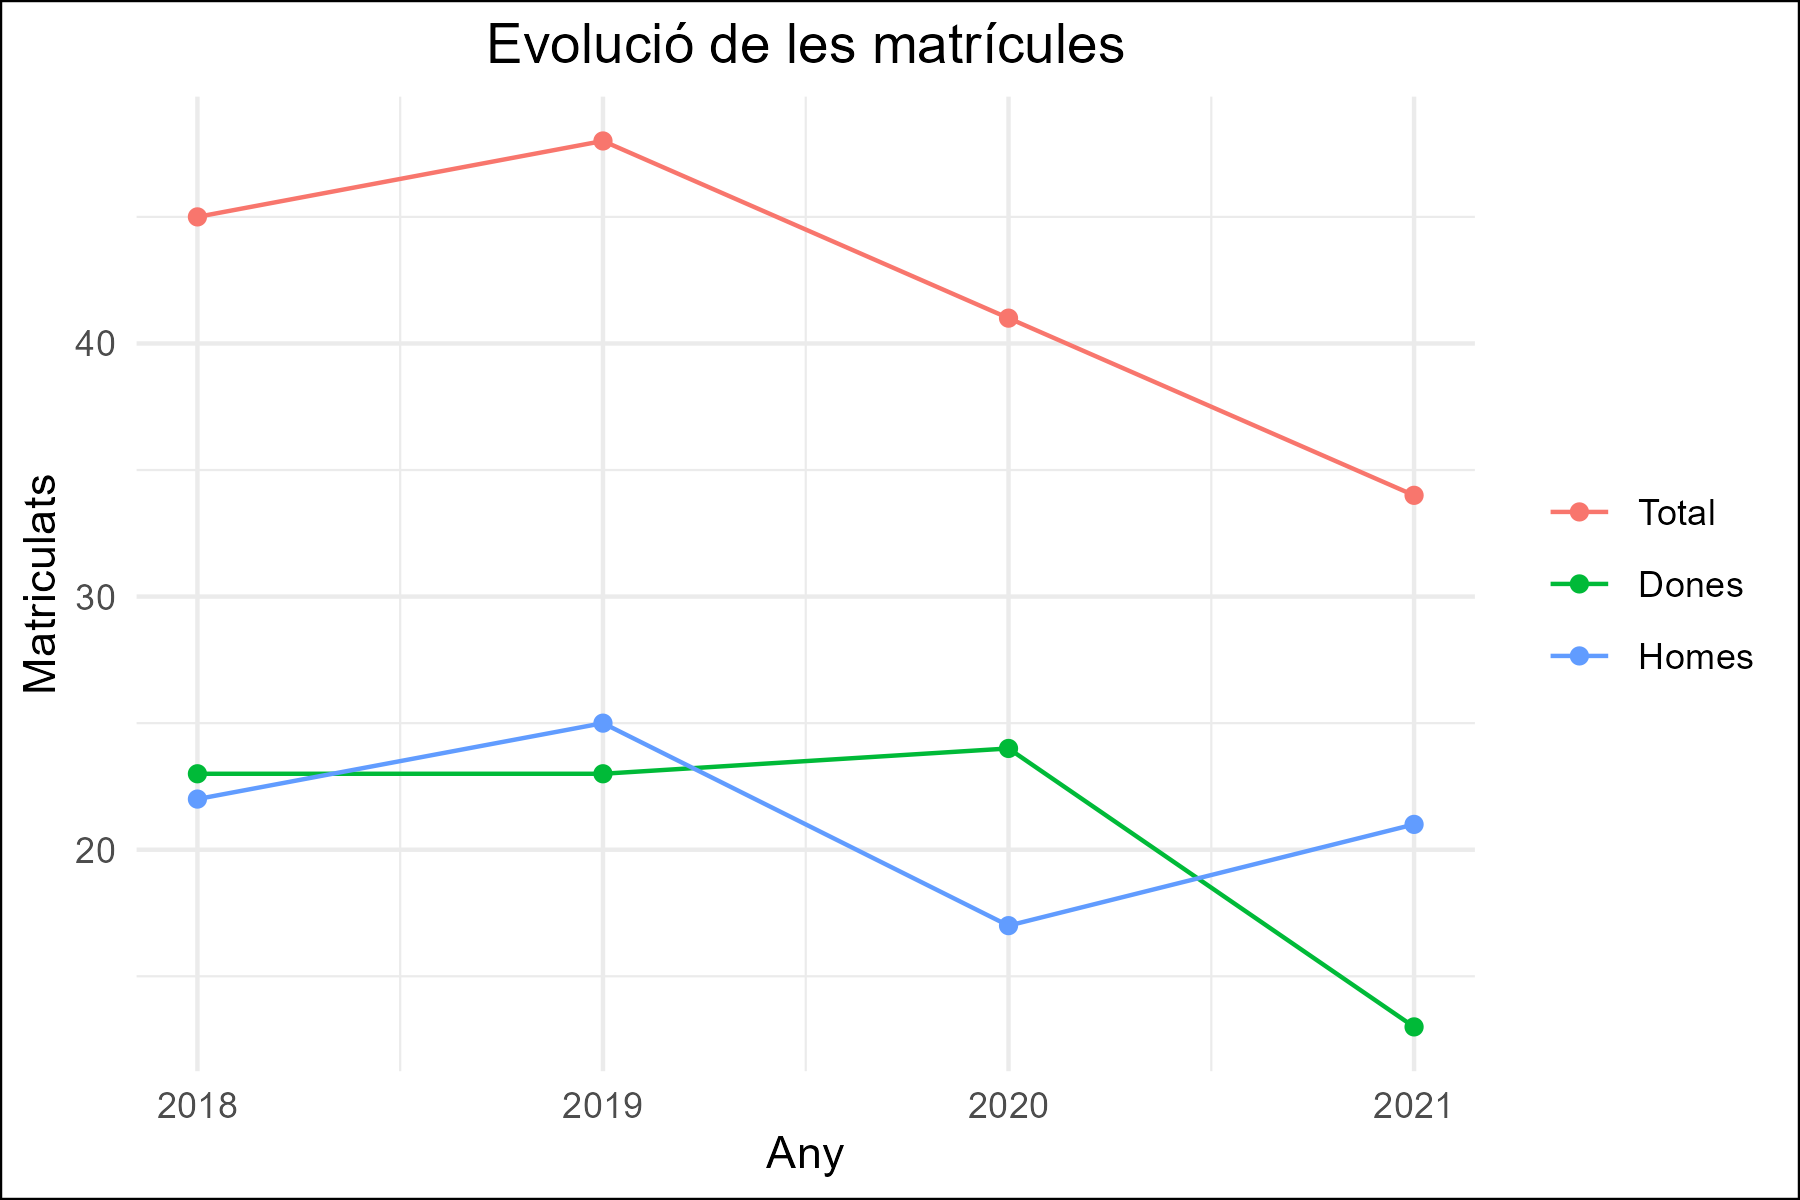 Evolució de les matrícules
Matriculats
40
30
20
2018 2019 2020 2021
Any
Total
Dones
Homes